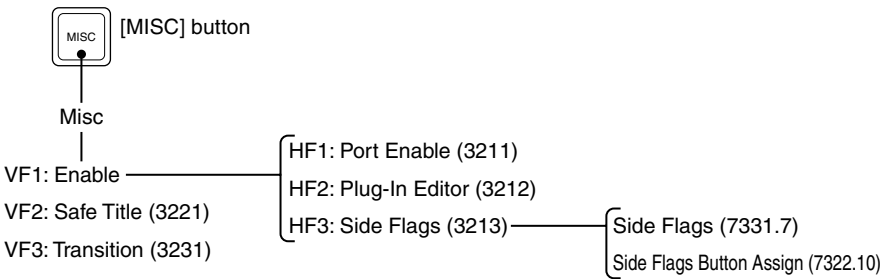 MISC
[MISC] button
Misc
VF1: Enable
VF2: Safe Title (3221)
VF3: Transition (3231)
HF1: Port Enable (3211)
HF2: Plug-In Editor (3212)
HF3: Side Flags (3213)
Side Flags (7331.7)
Side Flags Button Assign (7322.10)